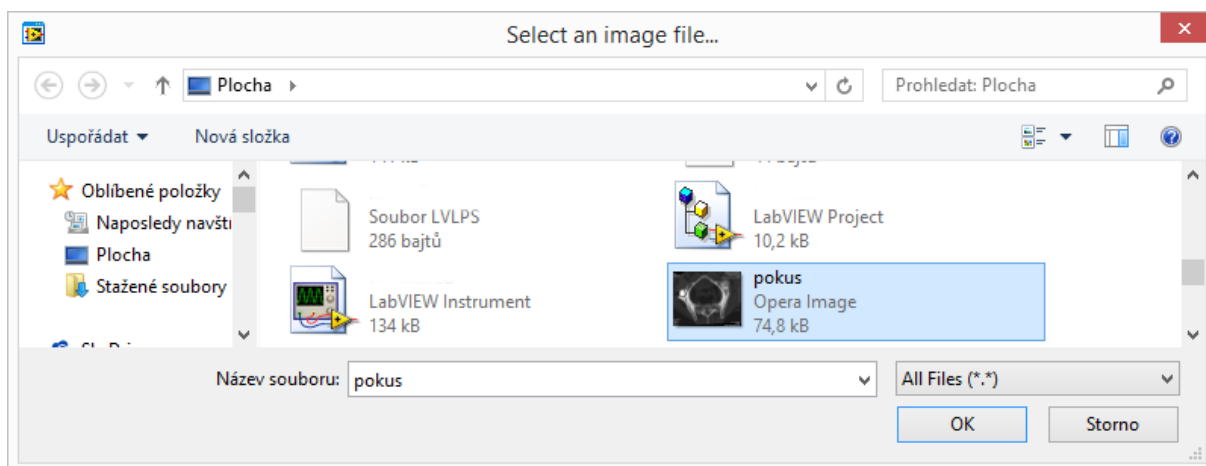 Select an image file...
Plocha
Prohledat: Plocha
Uspořádat
Nová složka
Oblíbené položky
Naposledy navšti
Plocha
Stažené soubory
Soubor LVLPS
286 bajtů
LabVIEW Project
10,2 kB
LabVIEW Instrument
134 kB
pokus
Opera Image
74,8 kB
Název souboru:
pokus
All Files (*.*)
OK
Storno